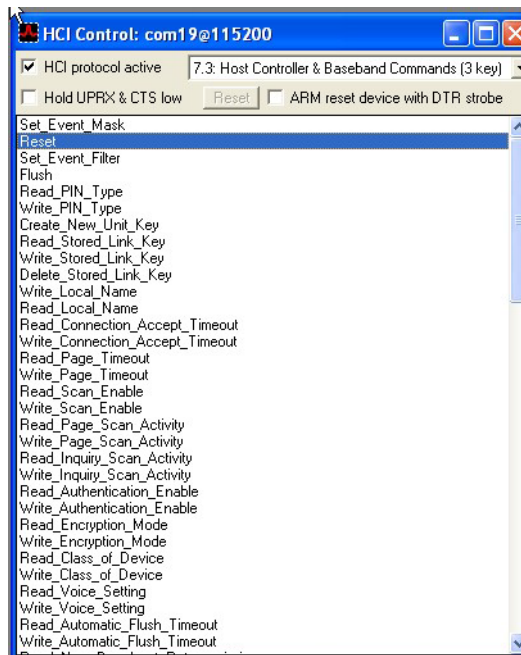 HCI Control: com19@115200
HCI protocol active 7.3: Host Controller & Baseband Commands (3 key)
Hold UPRX & CTS low Reset ARM reset device with DTR strobe
Set_Event_Mask
Reset
Set_Event_Filter
Flush
Read_PIN_Type
Write_PIN_Type
Create_New_Unit_Key
Read_Stored_Link_Key
Write_Stored_Link_Key
Delete_Stored_Link_Key
Write_Local_Name
Read_Local_Name
Read_Connection_Accept_Timeout
Write_Connection_Accept_Timeout
Read_Page_Timeout
Write_Page_Timeout
Read_Scan_Enable
Write_Scan_Enable
Read_Page_Scan_Activity
Write_Page_Scan_Activity
Read_Inquiry_Scan_Activity
Write_Inquiry_Scan_Activity
Read_Authentication_Enable
Write_Authentication_Enable
Read_Encryption_Mode
Write_Encryption_Mode
Read_Class_of_Device
Write_Class_of_Device
Read_Voice_Setting
Write_Voice_Setting
Read_Automatic_Flush_Timeout
Write_Automatic_Flush_Timeout